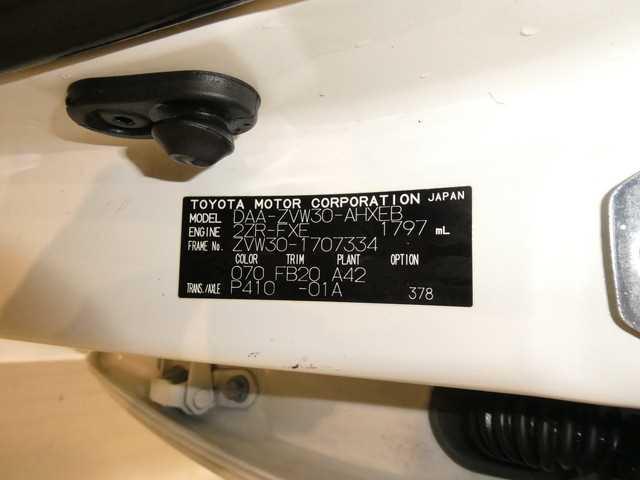 TOYOTA MOTOR CORPORATION JAPAN
MODEL DAA-ZVW30-AHXEB
ENGINE 2ZR-FXE 1797 mL
FRAME No. ZVW30-1707334
COLOR TRIM PLANT OPTION
070 FB20 A42
TRANS./AXLE P410 -01A 378